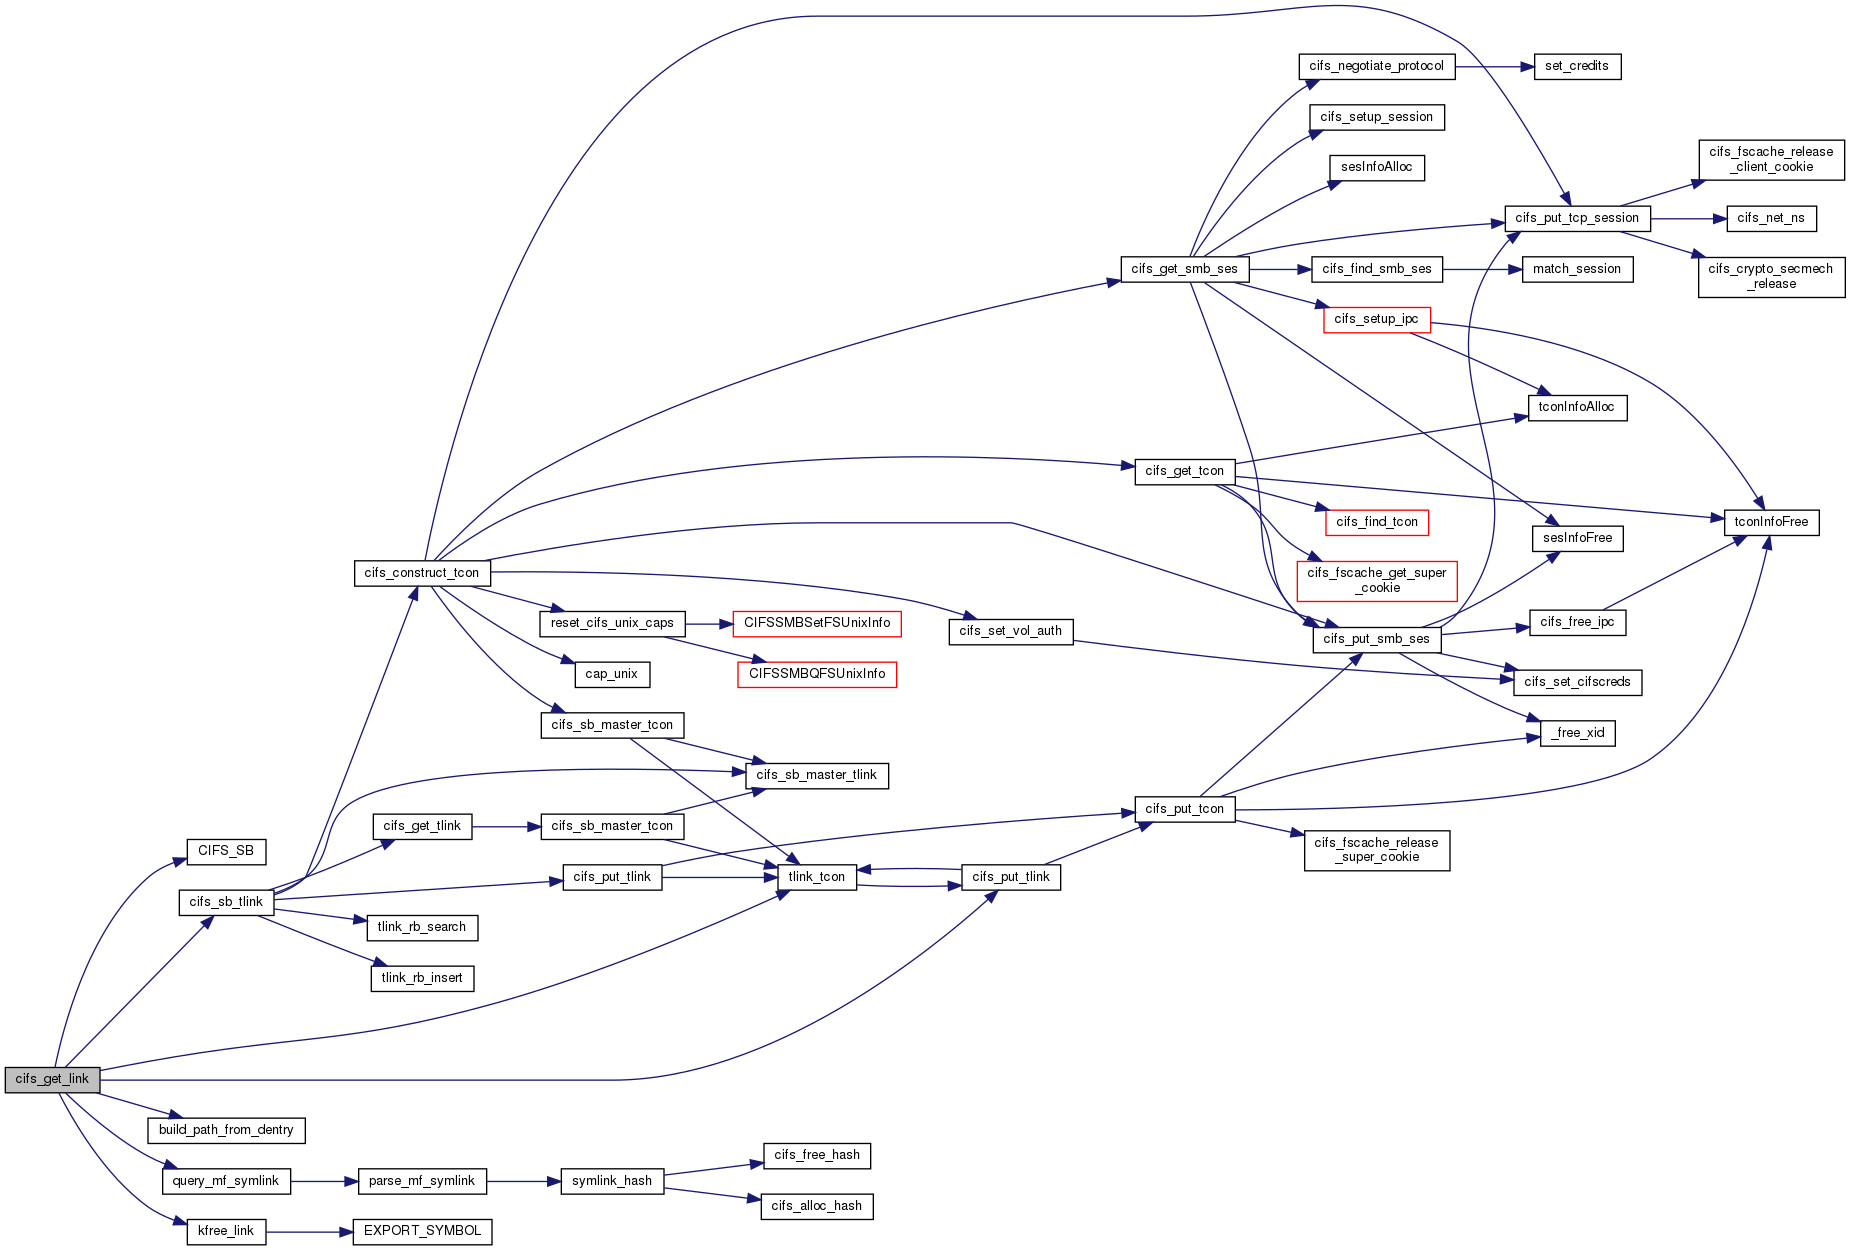 cifs_negotiate_protocol
set_credits
cifs_setup_session
cifs_fscache_release
_client_cookie
sesInfoAlloc
cifs_put_tcp_session
cifs_net_ns
cifs_get_smb_ses
cifs_find_smb_ses
match_session
cifs_crypto_secmech
_release
cifs_setup_ipc
tconInfoAlloc
cifs_get_tcon
cifs_find_tcon
tconInfoFree
sesInfoFree
cifs_construct_tcon
cifs_fscache_get_super
_cookie
reset_cifs_unix_caps
CIFSSMBSetFSUnixInfo
cifs_set_vol_auth
cifs_put_smb_ses
cifs_free_ipc
cap_unix
CIFSSMBQFSUnixInfo
cifs_set_cifscreds
cifs_sb_master_tcon
_free_xid
cifs_sb_master_tlink
cifs_put_tcon
cifs_get_tlink
cifs_sb_master_tcon
CIFS_SB
cifs_fscache_release
_super_cookie
cifs_put_tlink
tlink_tcon
cifs_put_tlink
cifs_sb_tlink
tlink_rb_search
tlink_rb_insert
cifs_get_link
build_path_from_dentry
cifs_free_hash
query_mf_symlink
parse_mf_symlink
symlink_hash
cifs_alloc_hash
kfree_link
EXPORT_SYMBOL